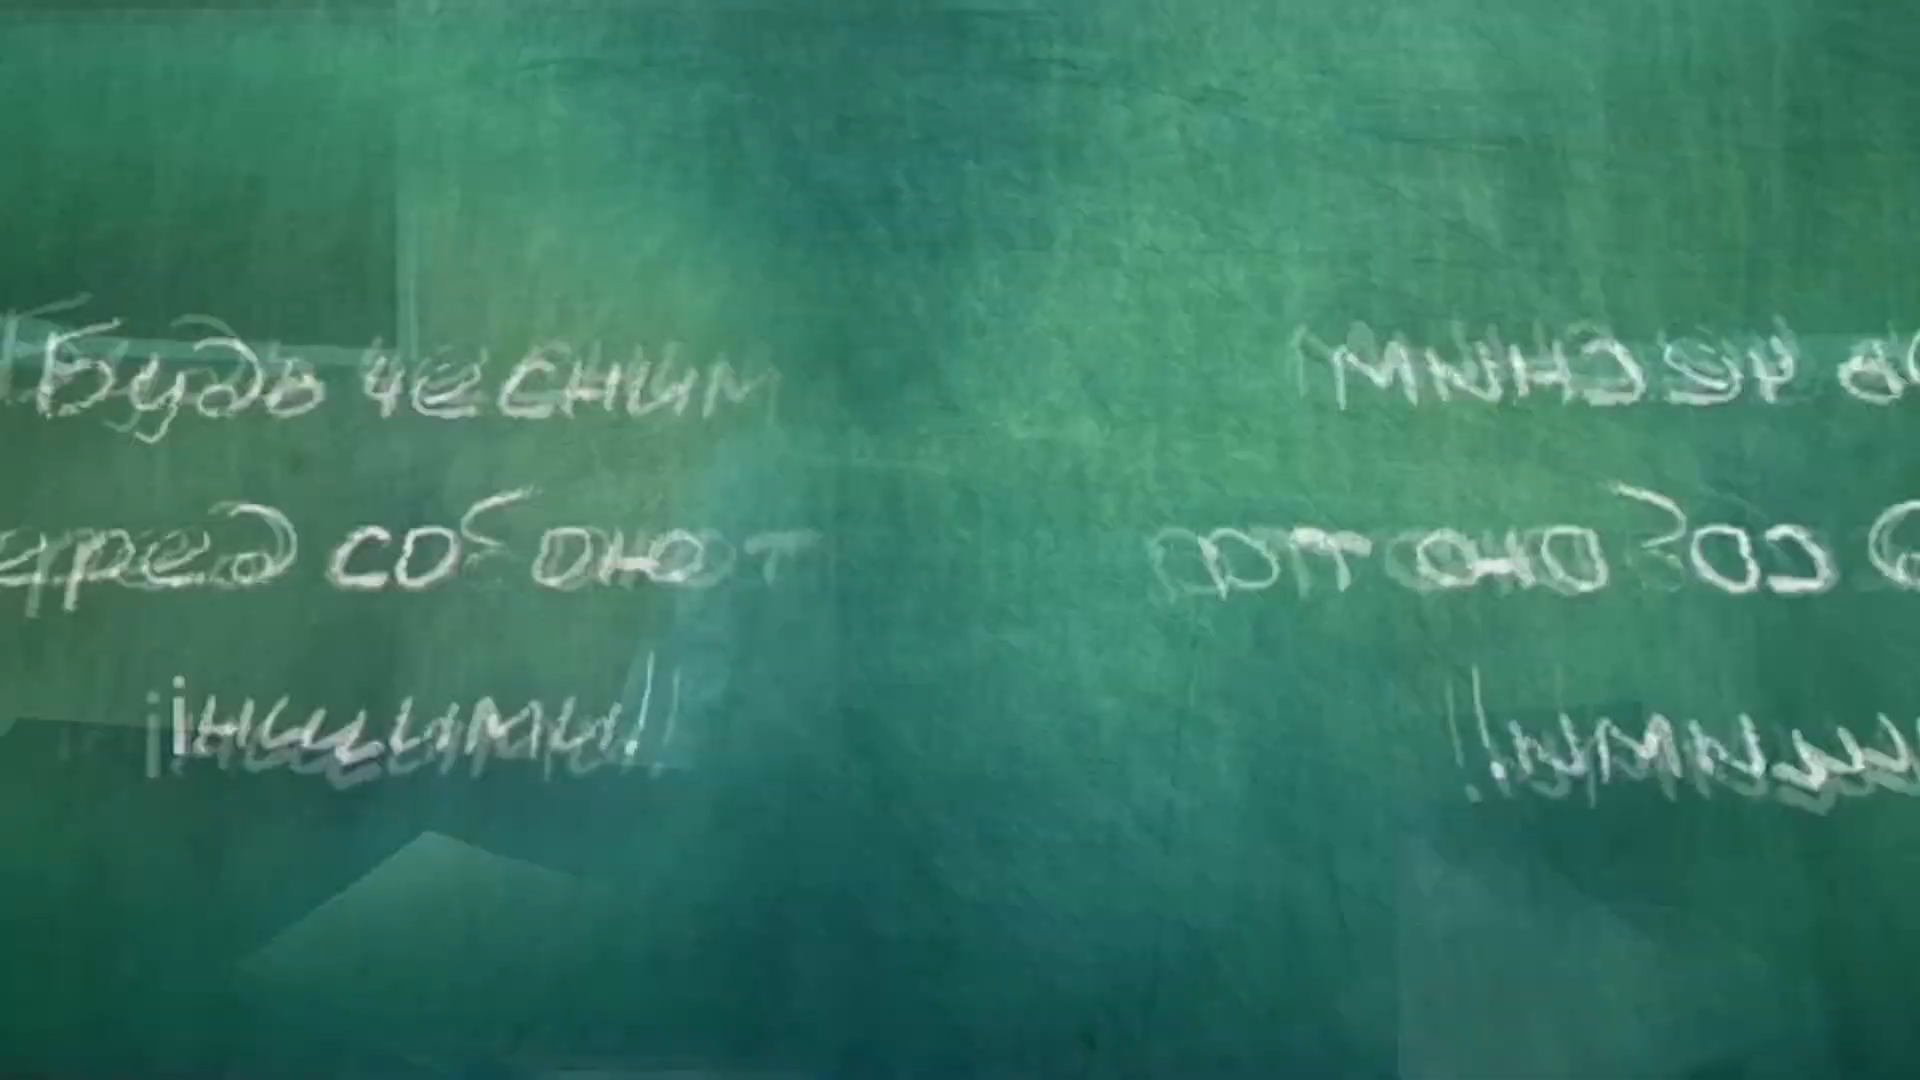 Будь чесним
перед собою т
іншими!